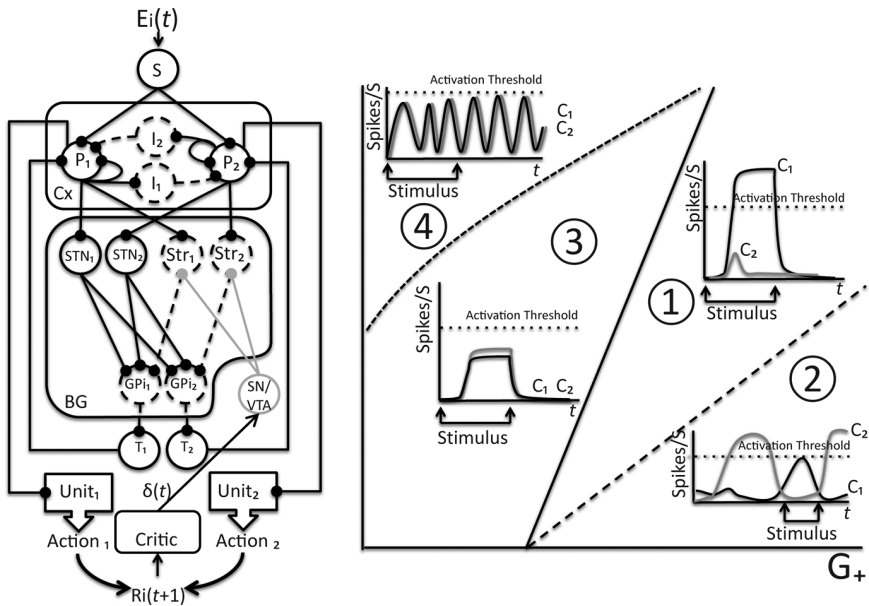 Ei(t)
S
I₂
P₁
P₂
I₁
Cx
STN₁
STN₂
Str₁
Str₂
GPi₁
GPi₂
SN/
VTA
BG
T₁
T₂
δ(t)
Unit₁
Unit₂
Action ₁
Critic
Action ₂
Ri(t+1)
Spikes/S
Activation Threshold
C₁
C₂
t
Stimulus
4
3
Spikes/S
Activation Threshold
C₁ C₂
t
Stimulus
Spikes/S
C₁
Activation Threshold
C₂
t
Stimulus
1
2
Spikes/S
C₂
Activation Threshold
C₁
t
Stimulus
G₊